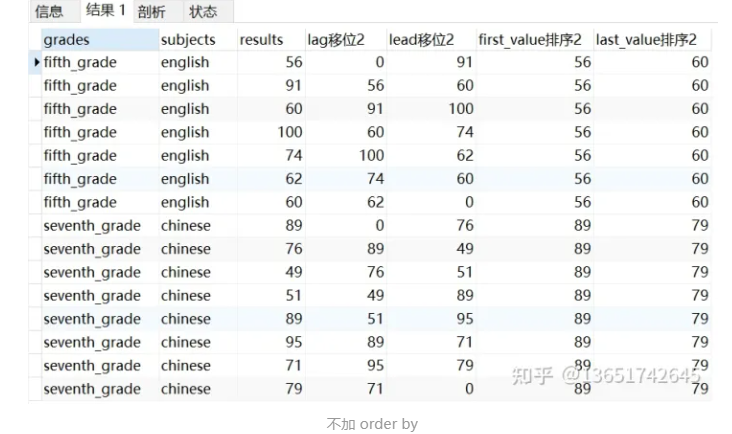 信息 结果 1 剖析 状态
grades subjects results lag移位2 lead移位2 first_value排序2 last_value排序2
fifth_grade english 56 0 91 56 60
fifth_grade english 91 56 60 56 60
fifth_grade english 60 91 100 56 60
fifth_grade english 100 60 74 56 60
fifth_grade english 74 100 62 56 60
fifth_grade english 62 74 60 56 60
fifth_grade english 60 62 0 56 60
seventh_grade chinese 89 0 76 89 79
seventh_grade chinese 76 89 49 89 79
seventh_grade chinese 49 76 51 89 79
seventh_grade chinese 51 49 89 89 79
seventh_grade chinese 89 51 95 89 79
seventh_grade chinese 95 89 71 89 79
seventh_grade chinese 71 95 79 89 79
seventh_grade chinese 79 71 0 89 79
知乎 @13651742645
不加 order by